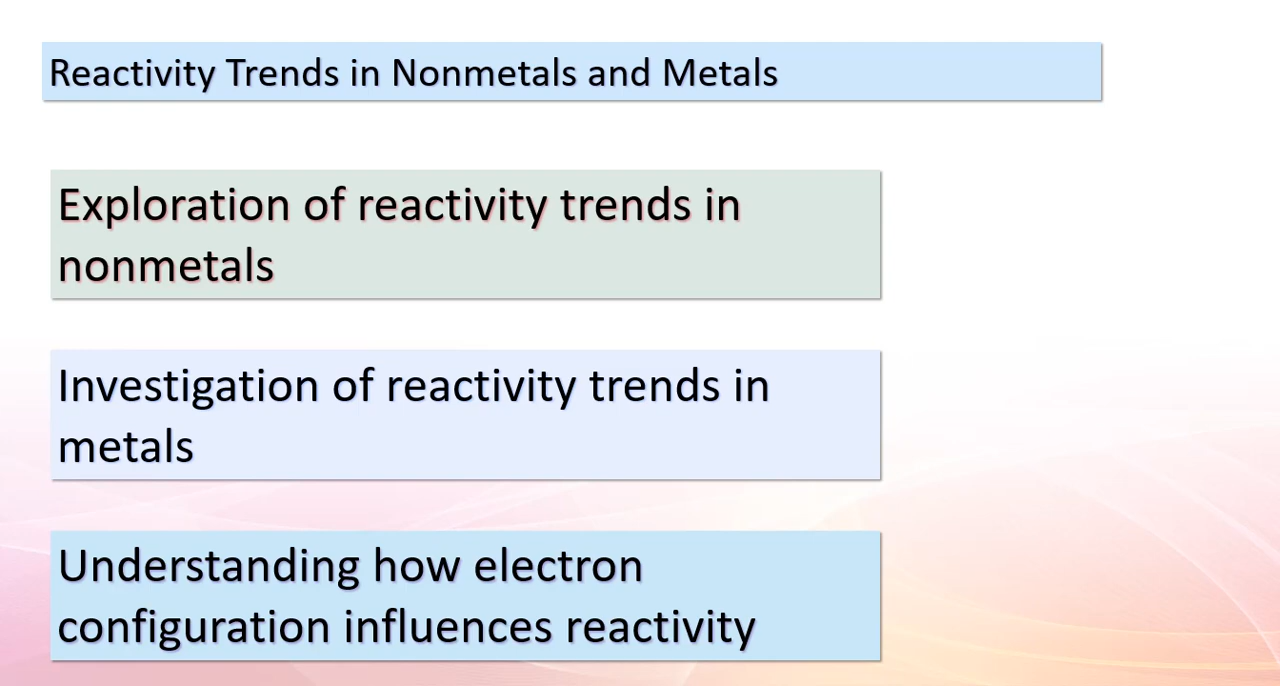 Reactivity Trends in Nonmetals and Metals
Exploration of reactivity trends in
nonmetals
Investigation of reactivity trends in
metals
Understanding how electron
configuration influences reactivity